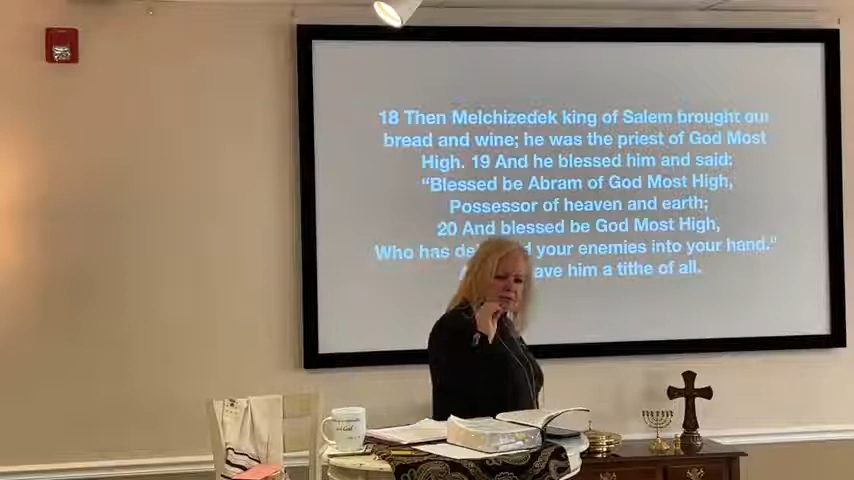 18 Then Melchizedek king of Salem brought out
bread and wine; he was the priest of God Most
High. 19 And he blessed him and said:
"Blessed be Abram of God Most High,
Possessor of heaven and earth;
20 And blessed be God Most High,
Who has your enemies into your hand."
him a tithe of all.
God